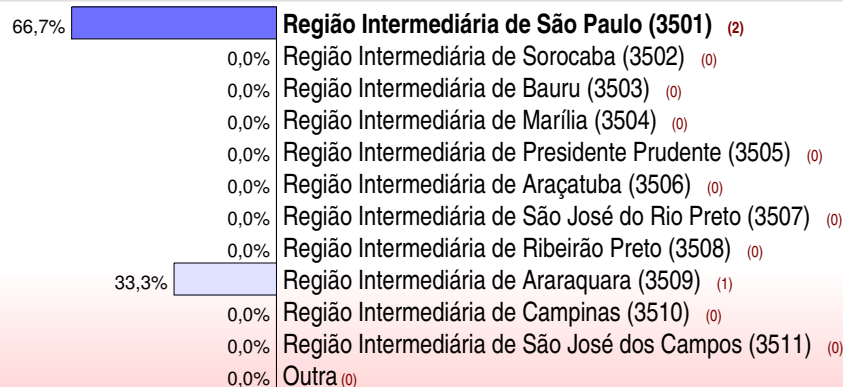 66,7% Região Intermediária de São Paulo (3501) (2)
0,0% Região Intermediária de Sorocaba (3502) (0)
0,0% Região Intermediária de Bauru (3503) (0)
0,0% Região Intermediária de Marília (3504) (0)
0,0% Região Intermediária de Presidente Prudente (3505) (0)
0,0% Região Intermediária de Araçatuba (3506) (0)
0,0% Região Intermediária de São José do Rio Preto (3507) (0)
0,0% Região Intermediária de Ribeirão Preto (3508) (0)
33,3% Região Intermediária de Araraquara (3509) (1)
0,0% Região Intermediária de Campinas (3510) (0)
0,0% Região Intermediária de São José dos Campos (3511) (0)
0,0% Outra (0)